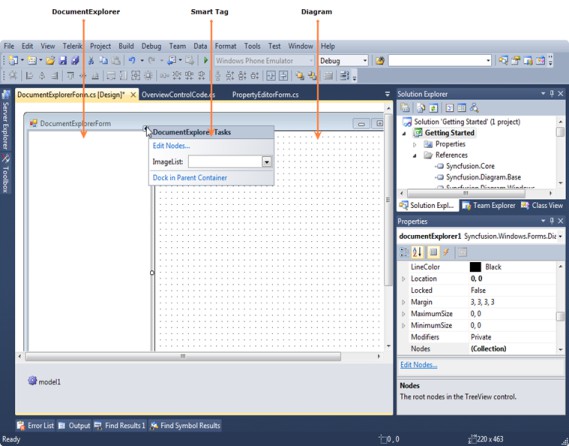 DocumentExplorer Smart Tag Diagram
File Edit View Telerik Project Build Debug Team Data Format Tools Test Window Help
Windows Phone Emulator Debug
DocumentExplorerForm.cs [Design]* OverviewControlCode.cs PropertyEditorForm.cs
Server Explorer
Toolbox
DocumentExplorerForm
DocumentExplorer Tasks
Edit Nodes...
ImageList:
Dock in Parent Container
model1
Solution Explorer
Solution 'Getting Started' (1 project)
Getting Started
Properties
References
Syncfusion.Core
Syncfusion.Diagram.Base
Syncfusion.Diagram.Windows
Solution Expl... Team Explorer Class View
Properties
documentExplorer1 Syncfusion.Windows.Forms.Dia
LineColor Black
Location 0, 0
Locked False
Margin 3, 3, 3, 3
MaximumSize 0, 0
MinimumSize 0, 0
Modifiers Private
Nodes (Collection)
Edit Nodes...
Nodes
The root nodes in the TreeView control.
Error List Output Find Results 1 Find Symbol Results
Ready 0 , 0 220 x 463